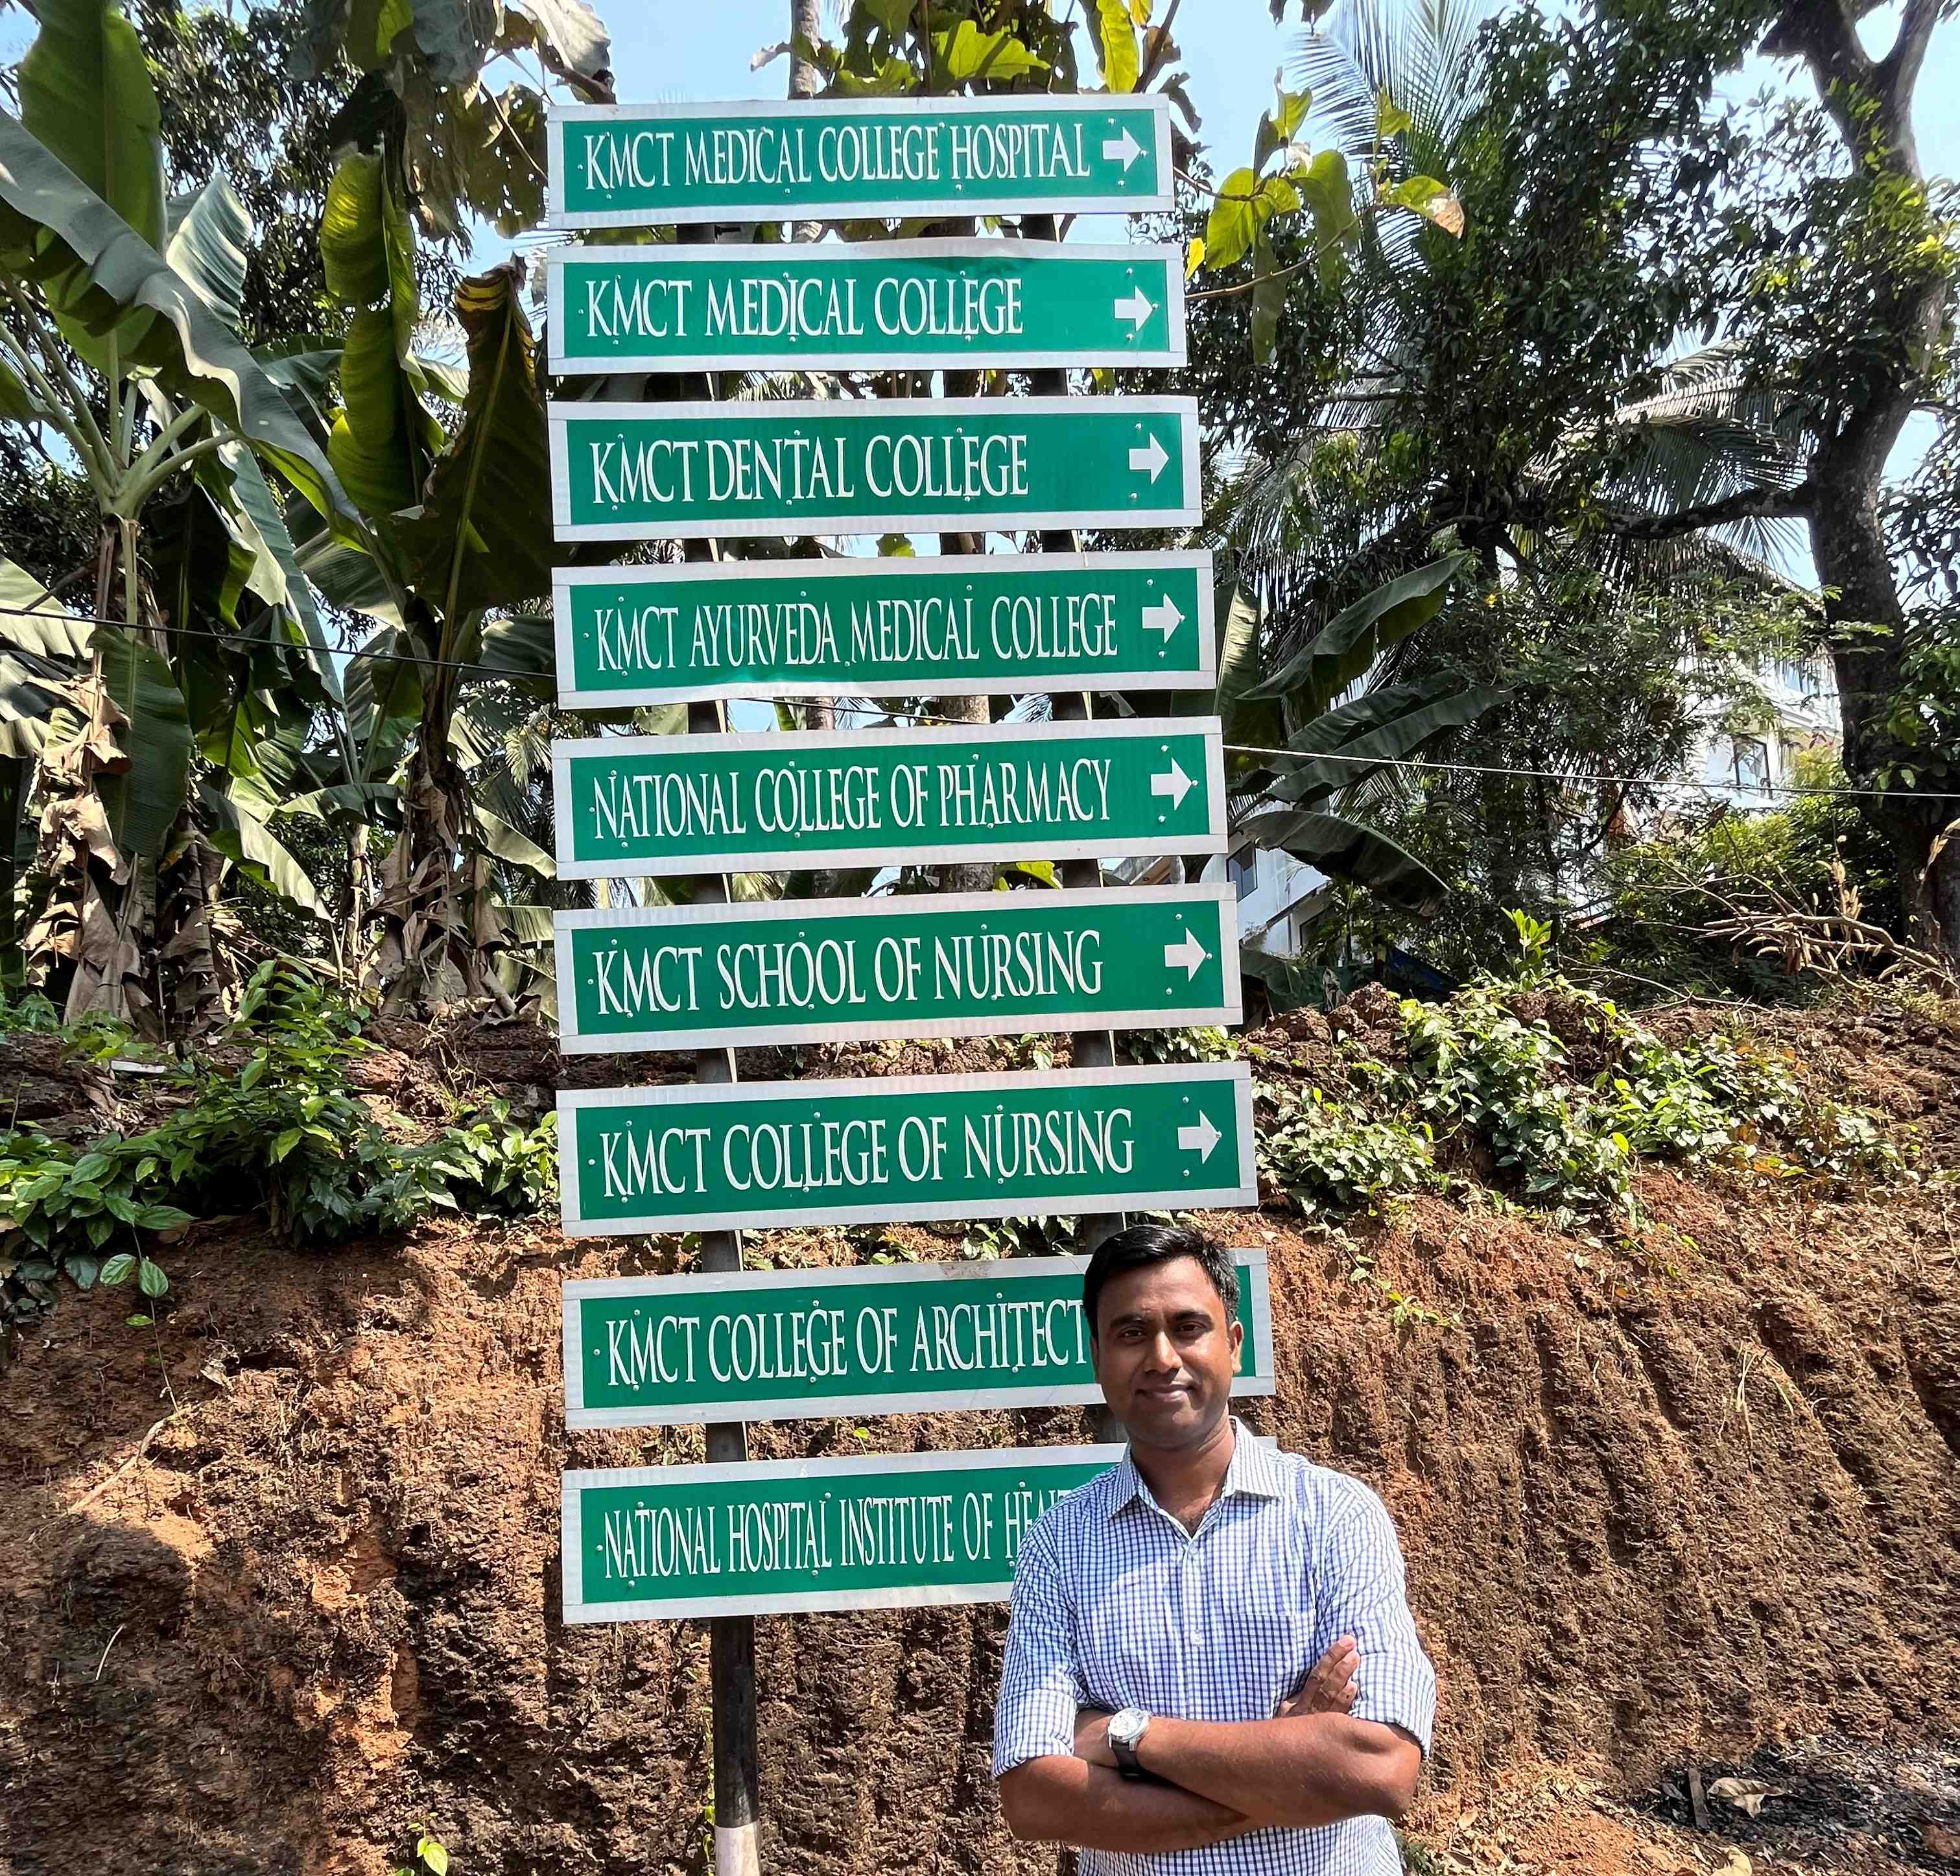 KMCT MEDICAL COLLEGE HOSPITAL
KMCT MEDICAL COLLEGE
KMCT DENTAL COLLEGE
KMCT AYURVEDA MEDICAL COLLEGE
NATIONAL COLLEGE OF PHARMACY
KMCT SCHOOL OF NURSING
KMCT COLLEGE OF NURSING
KMCT COLLEGE OF ARCHITECT
NATIONAL HOSPITAL INSTITUTE OF